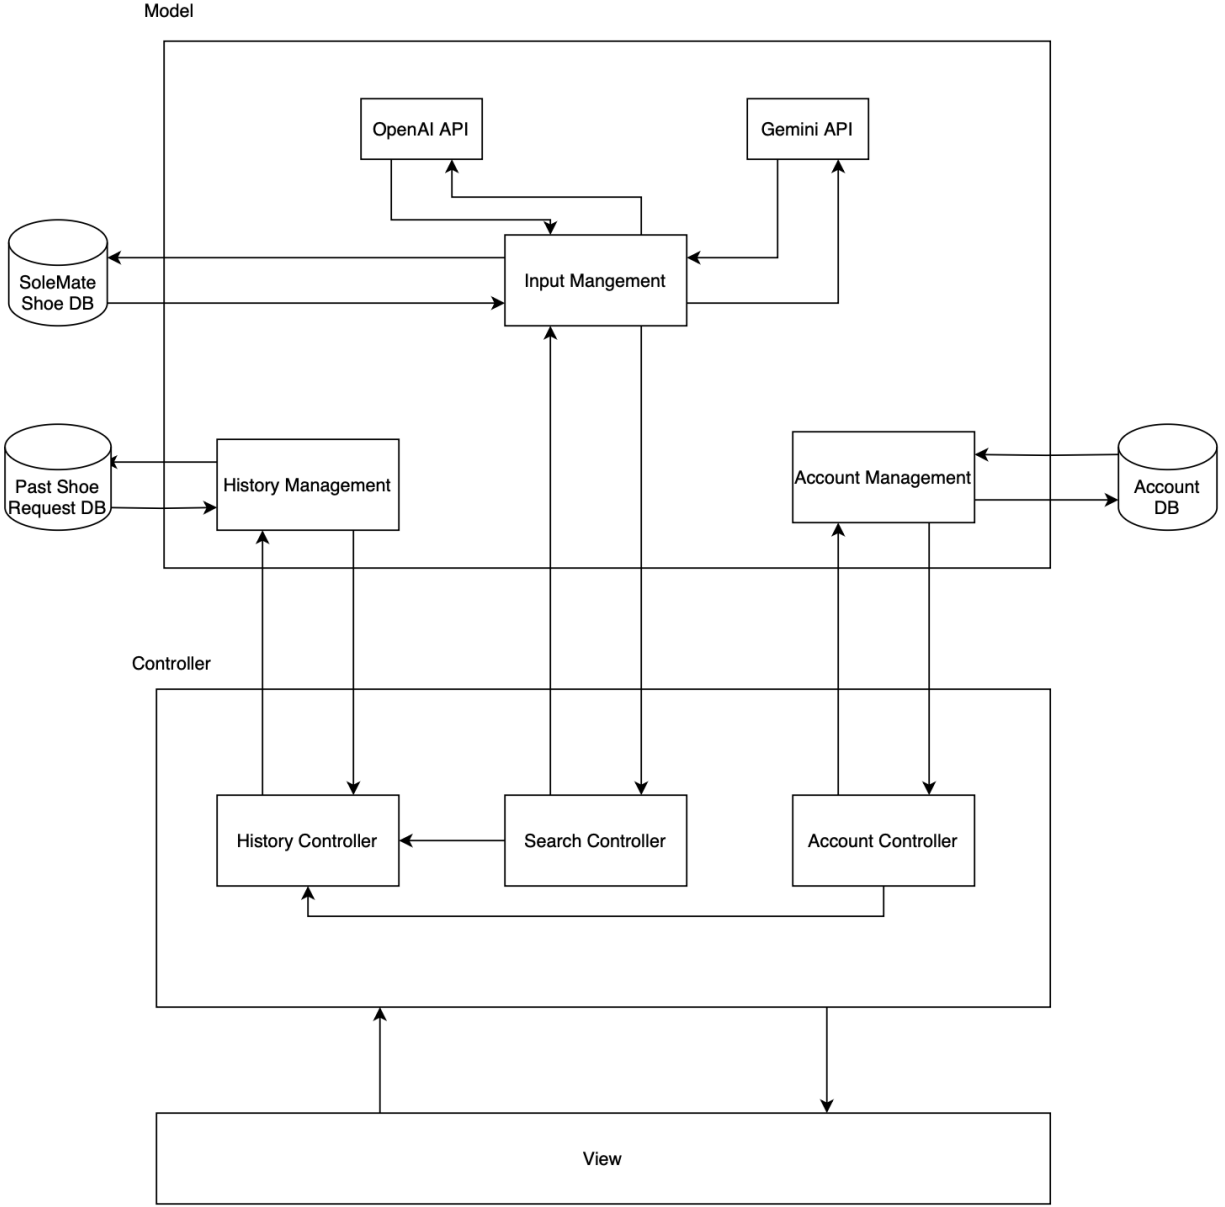 Model
OpenAI API
Gemini API
SoleMate
Shoe DB
Input Mangement
Past Shoe
Request DB
History Management
Account Management
Account
DB
Controller
History Controller
Search Controller
Account Controller
View